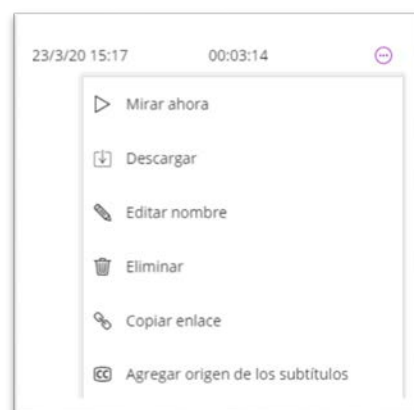 23/3/20 15:17 00:03:14
Mirar ahora
Descargar
Editar nombre
Eliminar
Copiar enlace
CC Agregar origen de los subtítulos